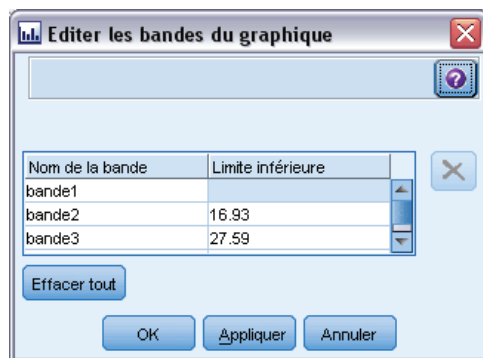 Editer les bandes du graphique
Nom de la bande Limite inférieure
bande1
bande2 16.93
bande3 27.59
Effacer tout
OK Appliquer Annuler